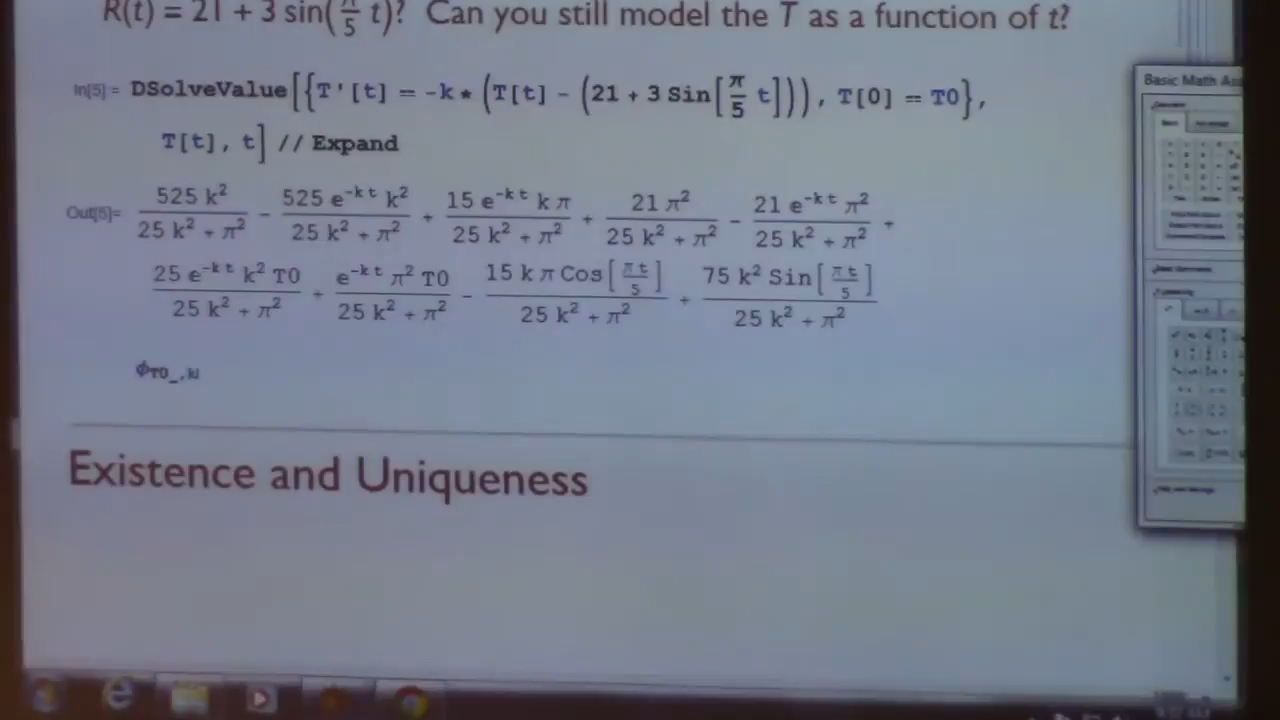 R(t) = 21 + 3 sin(π/5 t)? Can you still model the T as a function of t?
In[5]:= DSolveValue[{T'[t] == -k * (T[t] - (21 + 3 Sin[π/5 t])), T[0] == T0},
T[t], t] // Expand
Out[5]= 525 k²/(25 k² + π²) - 525 e^(-k t) k²/(25 k² + π²) + 15 e^(-k t) k π/(25 k² + π²) + 21 π²/(25 k² + π²) - 21 e^(-k t) π²/(25 k² + π²) +
25 e^(-k t) k² T0/(25 k² + π²) + e^(-k t) π² T0/(25 k² + π²) - 15 k π Cos[π t/5]/(25 k² + π²) + 75 k² Sin[π t/5]/(25 k² + π²)
ϕT0_,k
Existence and Uniqueness
Basic Math